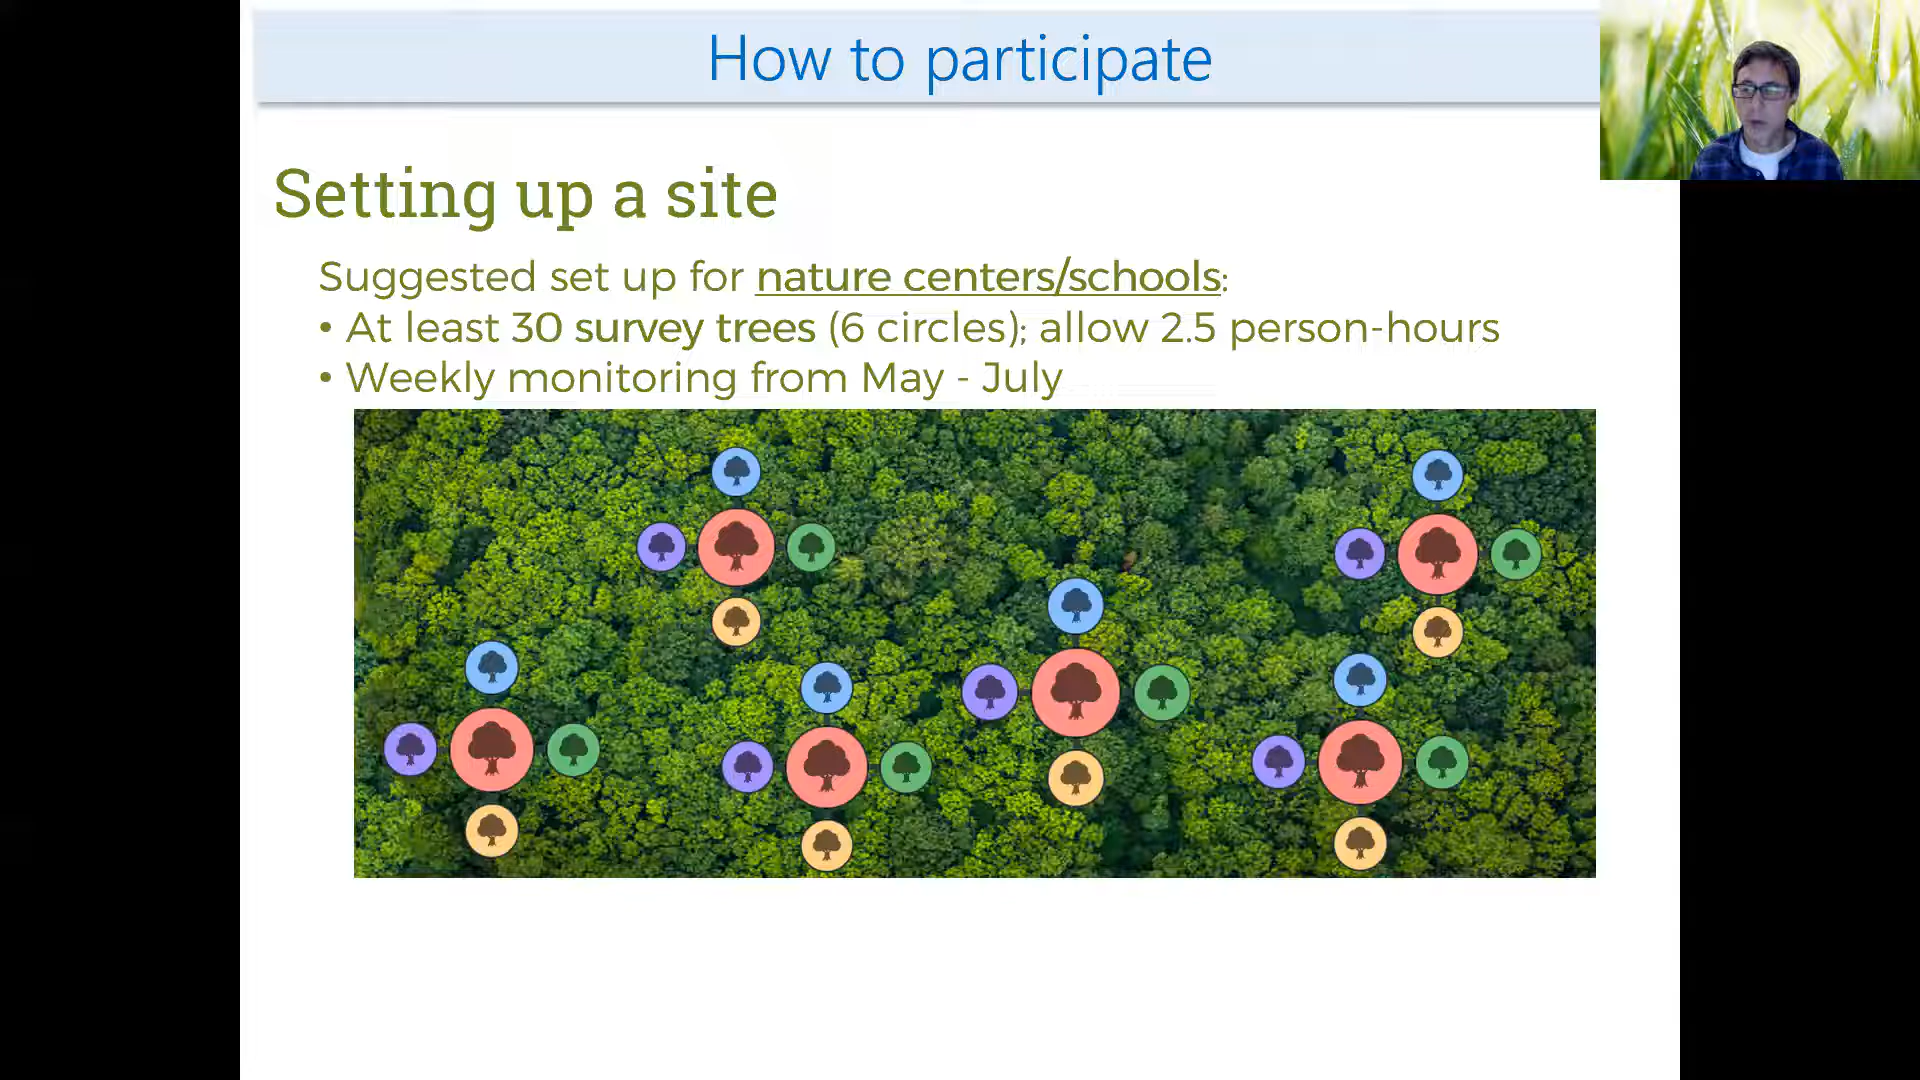 How to participate
Setting up a site
Suggested set up for nature centers/schools:
• At least 30 survey trees (6 circles); allow 2.5 person-hours
• Weekly monitoring from May - July